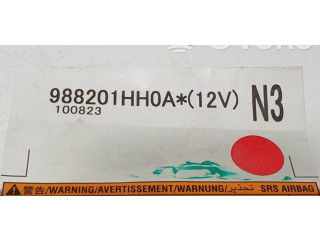 988201HH0A*(12V) N3
100823
警告/WARNING/AVERTISSEMENT/WARNUNG/تحذير/ SRS AIRBAG